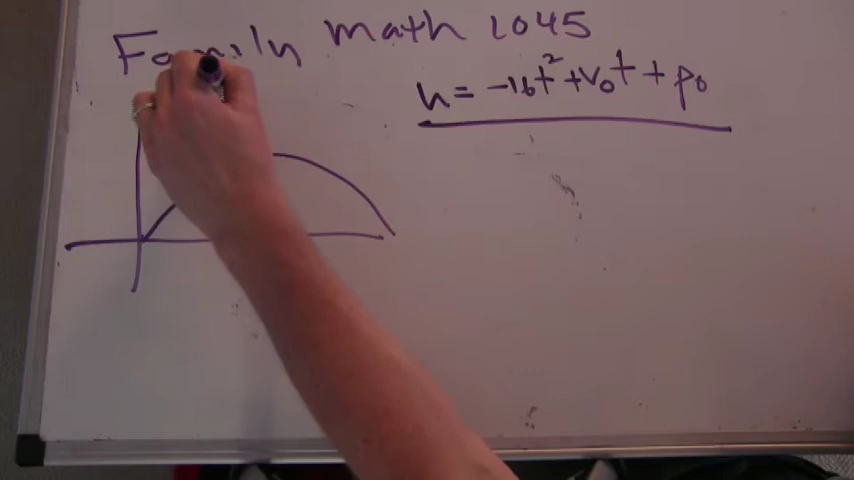 Family math 1045
h = -16t² + v₀t + p₀